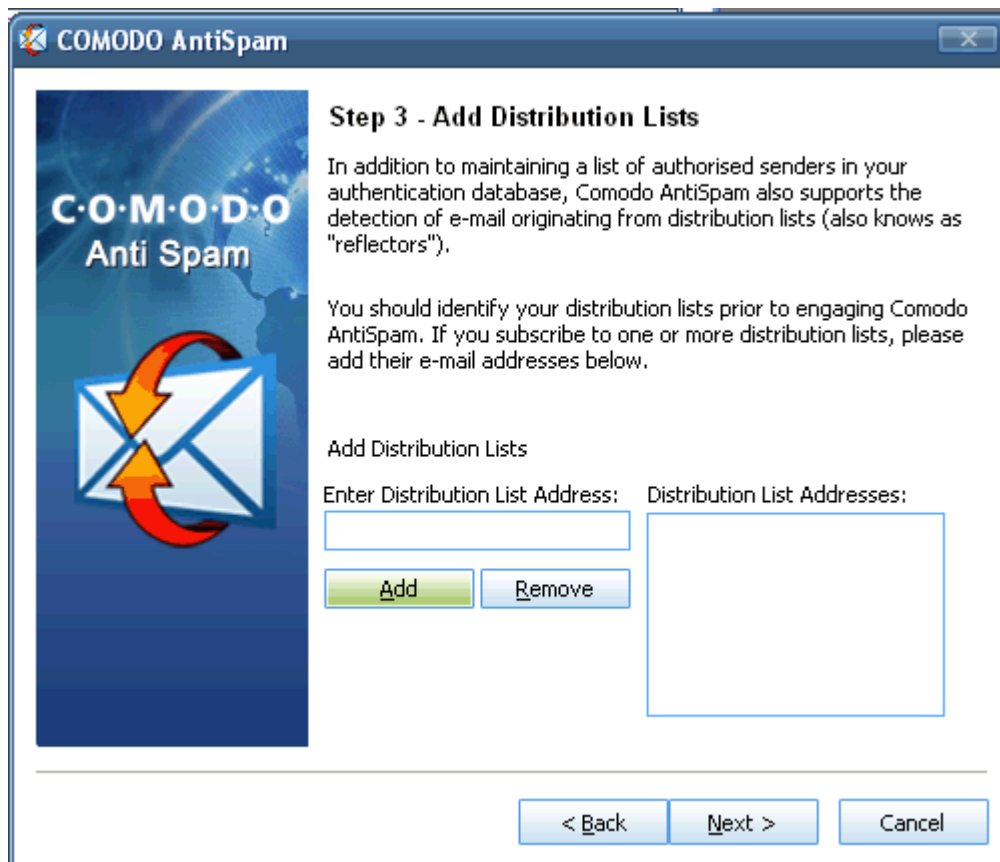 COMODO AntiSpam
C·O·M·O·D·O
Anti Spam
Step 3 - Add Distribution Lists
In addition to maintaining a list of authorised senders in your
authentication database, Comodo AntiSpam also supports the
detection of e-mail originating from distribution lists (also knows as
"reflectors").
You should identify your distribution lists prior to engaging Comodo
AntiSpam. If you subscribe to one or more distribution lists, please
add their e-mail addresses below.
Add Distribution Lists
Enter Distribution List Address:
Distribution List Addresses:
Add
Remove
< Back
Next >
Cancel